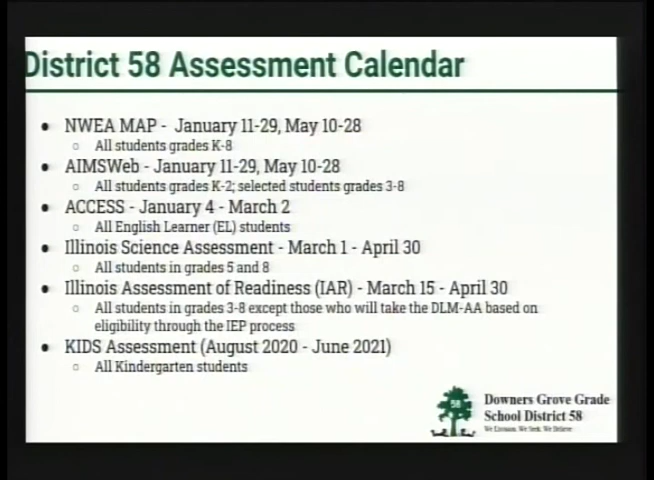 District 58 Assessment Calendar
• NWEA MAP - January 11-29, May 10-28
○ All students grades K-8
• AIMSWeb - January 11-29, May 10-28
○ All students grades K-2; selected students grades 3-8
• ACCESS - January 4 - March 2
○ All English Learner (EL) students
• Illinois Science Assessment - March 1 - April 30
○ All students in grades 5 and 8
• Illinois Assessment of Readiness (IAR) - March 15 - April 30
○ All students in grades 3-8 except those who will take the DLM-AA based on
eligibility through the IEP process
• KIDS Assessment (August 2020 - June 2021)
○ All Kindergarten students
58
Downers Grove Grade
School District 58
We Seek. We Believe